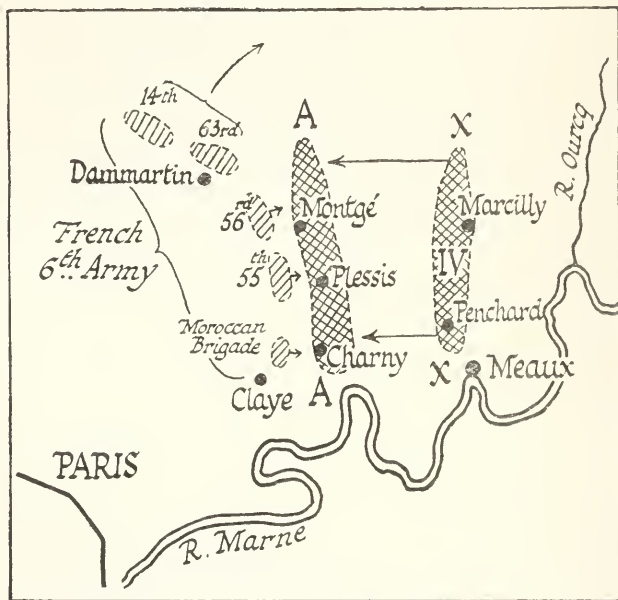 14th
63rd
A
X
Dammartin
Montgé
Marcilly
R. Ourcq
56rd
French
6th Army
55th
Plessis
IV
Penchard
Moroccan
Brigade
Charny
Claye
A
X
Meaux
PARIS
R. Marne